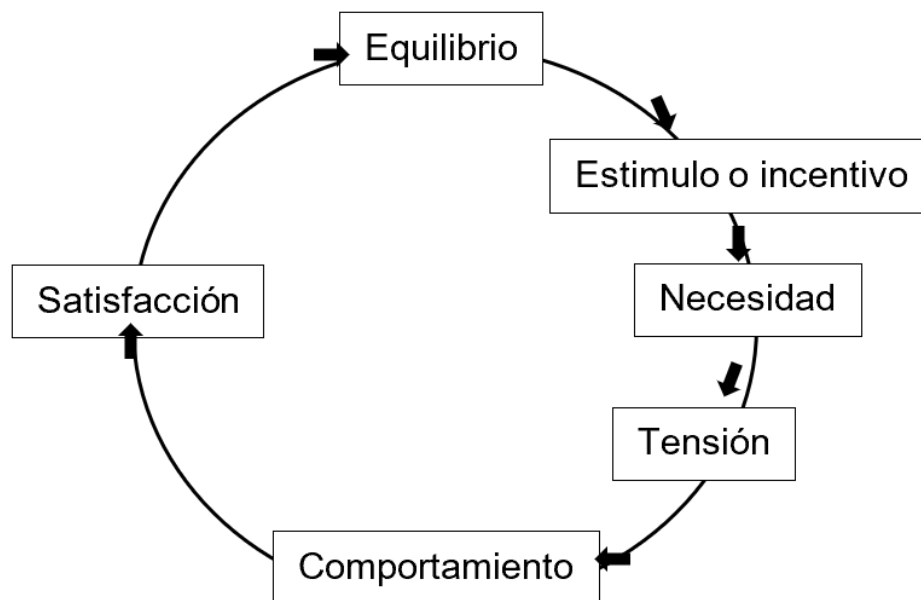 Equilibrio
Estimulo o incentivo
Necesidad
Tensión
Comportamiento
Satisfacción